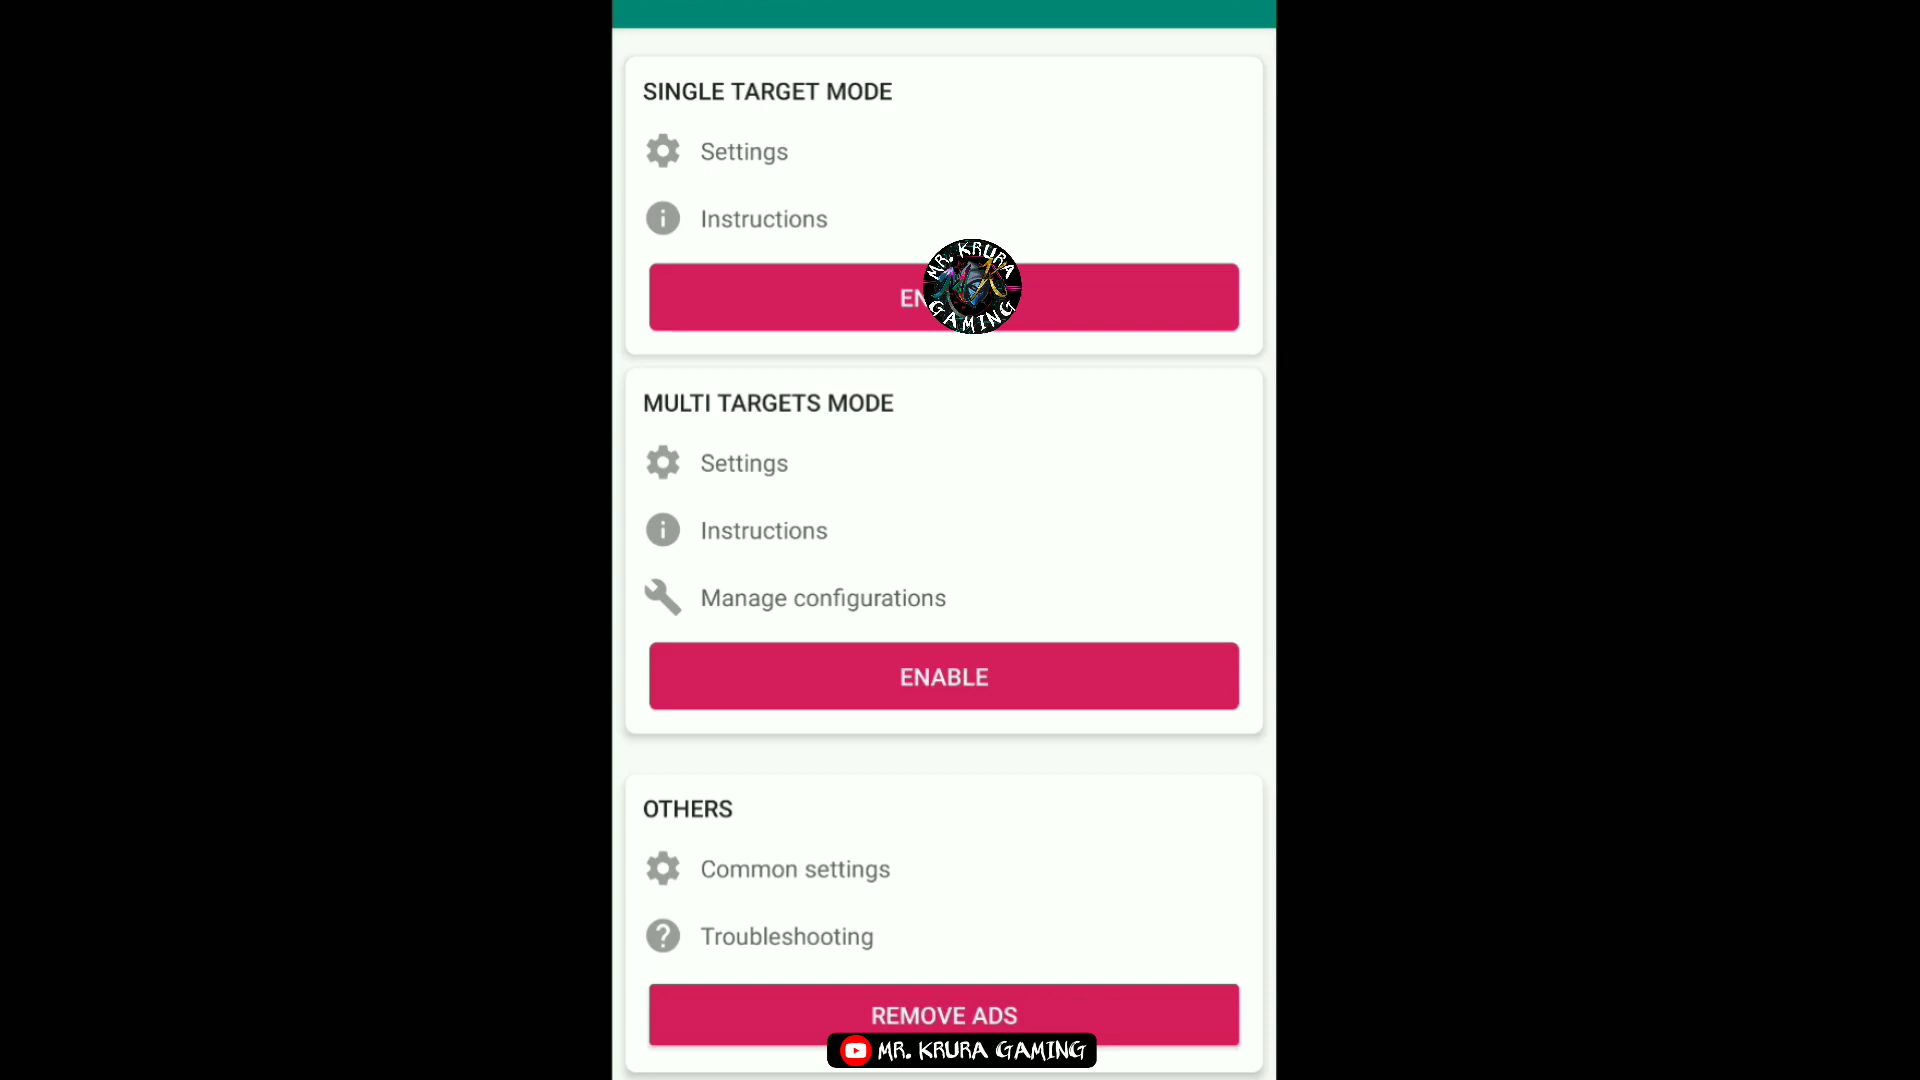 SINGLE TARGET MODE
Settings
Instructions
EN
MR. KRURA
GAMING
MULTI TARGETS MODE
Settings
Instructions
Manage configurations
ENABLE
OTHERS
Common settings
Troubleshooting
REMOVE ADS
MR. KRURA GAMING